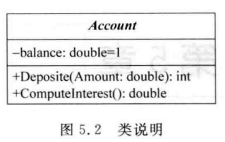 Account
–balance: double=1
+Deposite(Amount: double): int
+ComputeInterest(): double
图 5.2 类说明